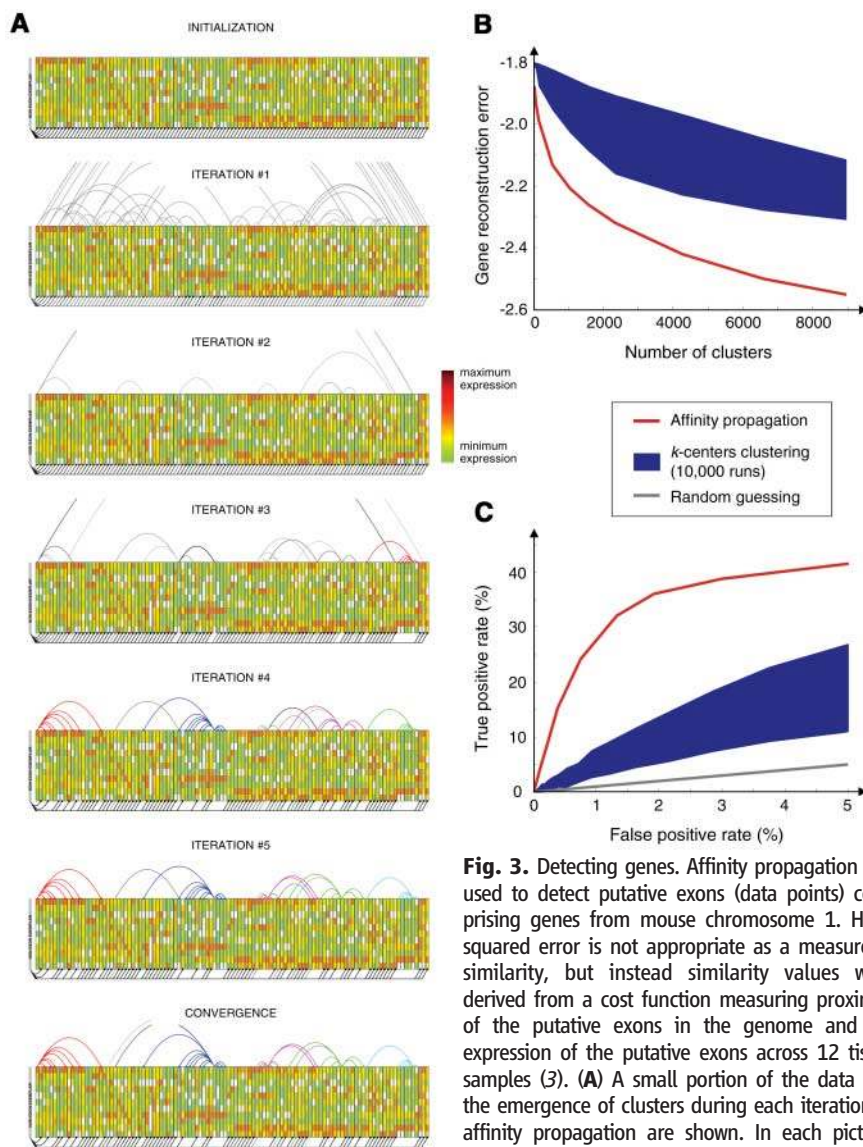 A
INITIALIZATION
ITERATION #1
ITERATION #2
maximum
expression
minimum
expression
ITERATION #3
ITERATION #4
ITERATION #5
CONVERGENCE
B
Gene reconstruction error
-1.8
-2.0
-2.2
-2.4
-2.6
0 2000 4000 6000 8000
Number of clusters
Affinity propagation
k-centers clustering
(10,000 runs)
Random guessing
C
True positive rate (%)
40
30
20
10
0
0 1 2 3 4 5
False positive rate (%)
Fig. 3. Detecting genes. Affinity propagation
used to detect putative exons (data points) co
prising genes from mouse chromosome 1. H
squared error is not appropriate as a measure
similarity, but instead similarity values w
derived from a cost function measuring proxin
of the putative exons in the genome and
expression of the putative exons across 12 tis
samples (3). (A) A small portion of the data
the emergence of clusters during each iteration
affinity propagation are shown. In each pict